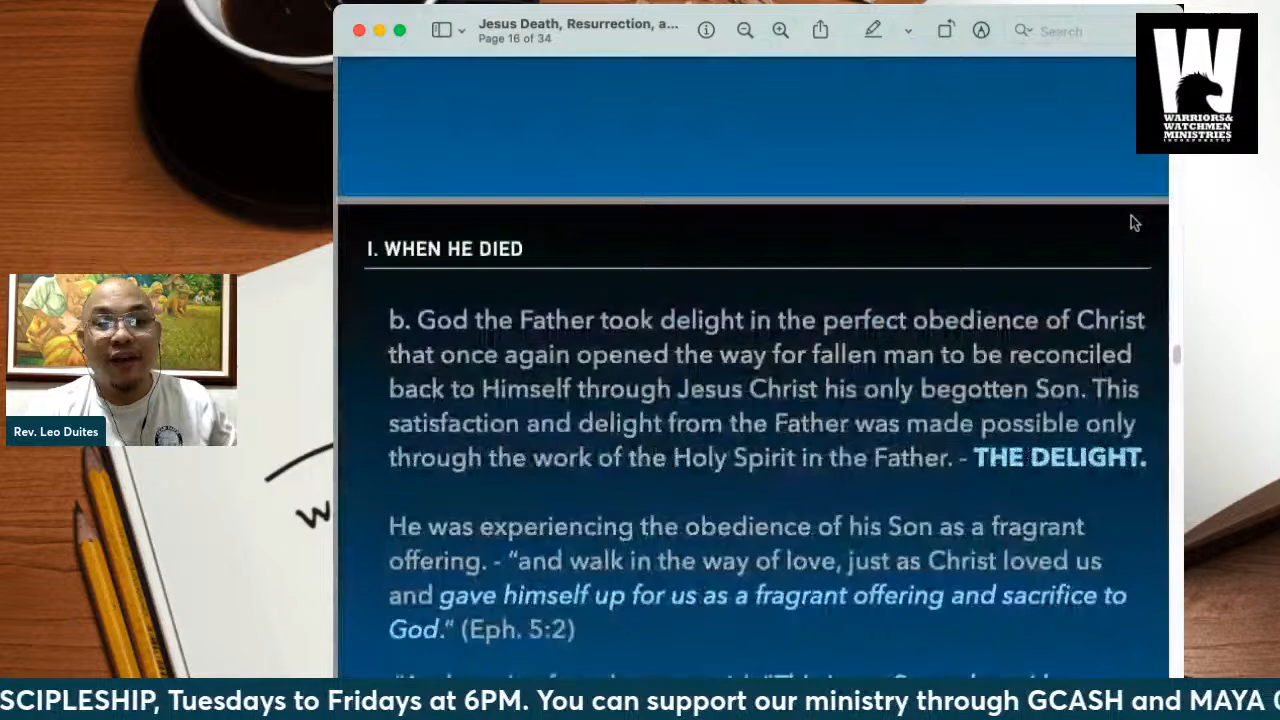 Jesus Death, Resurrection, a...
Page 16 of 34
Search
W
WARRIORS&
WATCHMEN
MINISTRIES
INCORPORATED
I. WHEN HE DIED
b. God the Father took delight in the perfect obedience of Christ
that once again opened the way for fallen man to be reconciled
back to Himself through Jesus Christ his only begotten Son. This
satisfaction and delight from the Father was made possible only
through the work of the Holy Spirit in the Father. - THE DELIGHT.
He was experiencing the obedience of his Son as a fragrant
offering. - "and walk in the way of love, just as Christ loved us
and gave himself up for us as a fragrant offering and sacrifice to
God." (Eph. 5:2)
Rev. Leo Duites
W
SCIPLESHIP, Tuesdays to Fridays at 6PM. You can support our ministry through GCASH and MAYA